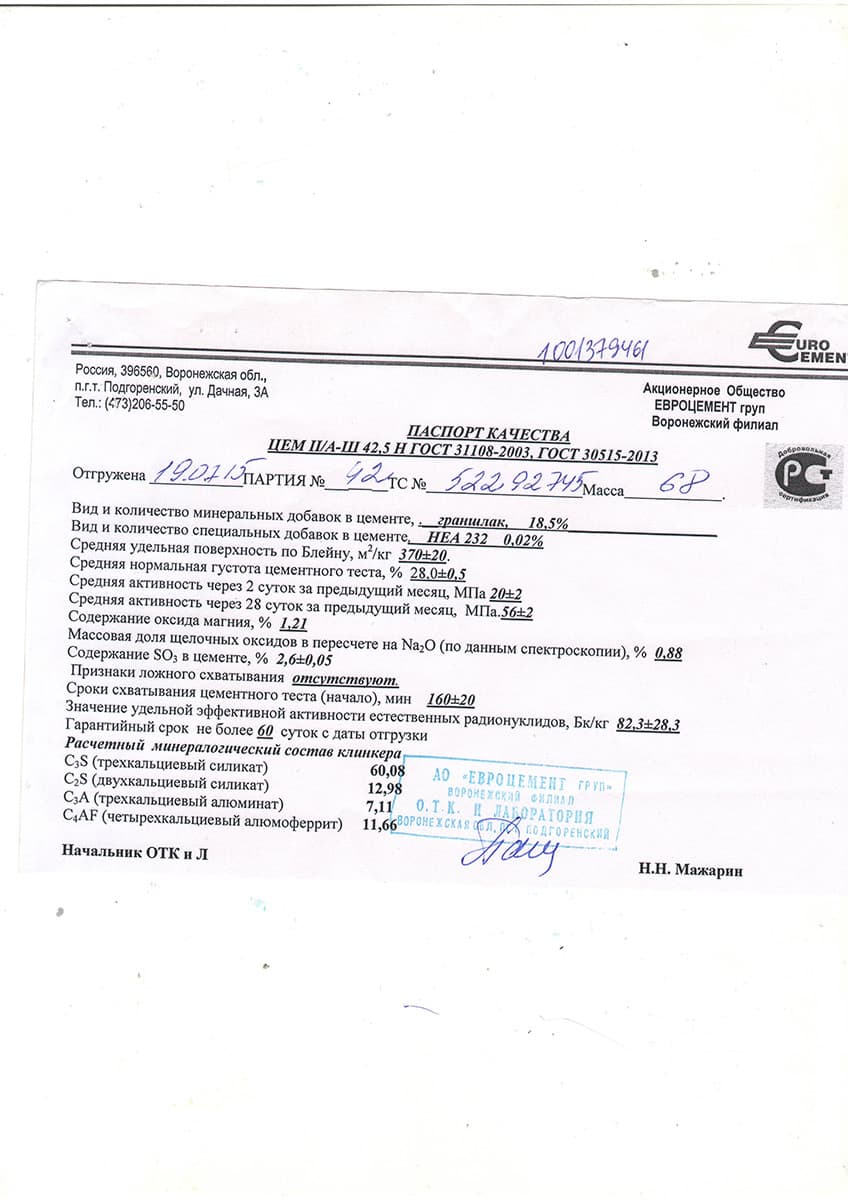 1001379461
EURO
CEMENT
Россия, 396560, Воронежская обл.,
п.г.т. Подгоренский, ул. Дачная, 3А
Тел.: (473)206-55-50
Акционерное Общество
ЕВРОЦЕМЕНТ груп
Воронежский филиал
ПАСПОРТ КАЧЕСТВА
ЦЕМ II/А-Ш 42,5 Н ГОСТ 31108-2003, ГОСТ 30515-2013
Добровольная
РСТ
сертификация
Отгружена 19.07.15 ПАРТИЯ № 42 ТС № 52292745 Масса 68.
Вид и количество минеральных добавок в цементе, . граншлак, 18,5%
Вид и количество специальных добавок в цементе, НЕА 232 0,02%
Средняя удельная поверхность по Блейну, м²/кг 370±20.
Средняя нормальная густота цементного теста, % 28,0±0,5
Средняя активность через 2 суток за предыдущий месяц, МПа 20±2
Средняя активность через 28 суток за предыдущий месяц, МПа.56±2
Содержание оксида магния, % 1,21
Массовая доля щелочных оксидов в пересчете на Na₂O (по данным спектроскопии), % 0,88
Содержание SO₃ в цементе, % 2,6±0,05
Признаки ложного схватывания отсутствуют.
Сроки схватывания цементного теста (начало), мин 160±20
Значение удельной эффективной активности естественных радионуклидов, Бк/кг 82,3±28,3
Гарантийный срок не более 60 суток с даты отгрузки
Расчетный минералогический состав клинкера
C₃S (трехкальциевый силикат) 60,08
C₂S (двухкальциевый силикат) 12,98
C₃A (трехкальциевый алюминат) 7,11
C₄AF (четырехкальциевый алюмоферрит) 11,66
АО «ЕВРОЦЕМЕНТ ГРУП»
ВОРОНЕЖСКИЙ ФИЛИАЛ
О.Т.К. И ЛАБОРАТОРИЯ
ВОРОНЕЖСКАЯ ОБЛ, ПОДГОРЕНСКИЙ
Начальник ОТК и Л
Н.Н. Мажарин